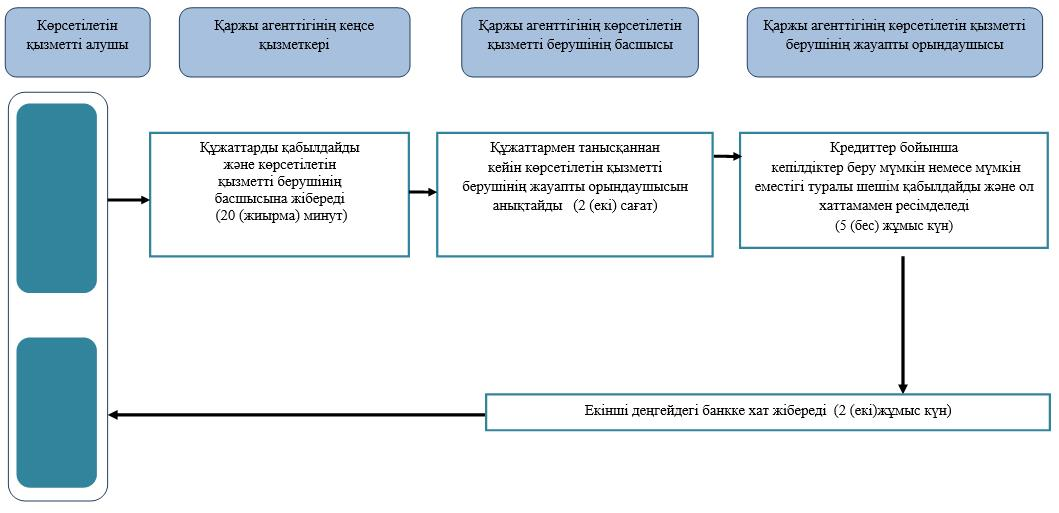 Көрсетілетін
қызметті алушы
Қаржы агенттігінің кеңсе
қызметкері
Қаржы агенттігінің көрсетілетін
қызметті берушінің басшысы
Қаржы агенттігінің көрсетілетін қызметті
берушінің жауапты орындаушысы
Құжаттарды қабылдайды
және көрсетілетін
қызметті берушінің
басшысына жібереді
(20 (жиырма) минут)
Құжаттармен танысқаннан
кейін көрсетілетін қызметті
берушінің жауапты орындаушысын
анықтайды (2 (екі) сағат)
Кредиттер бойынша
кепілдіктер беру мүмкін немесе мүмкін
еместігі туралы шешім қабылдайды және ол
хаттамамен ресімделеді
(5 (бес) жұмыс күн)
Екінші деңгейдегі банкке хат жібереді (2 (екі)жұмыс күн)